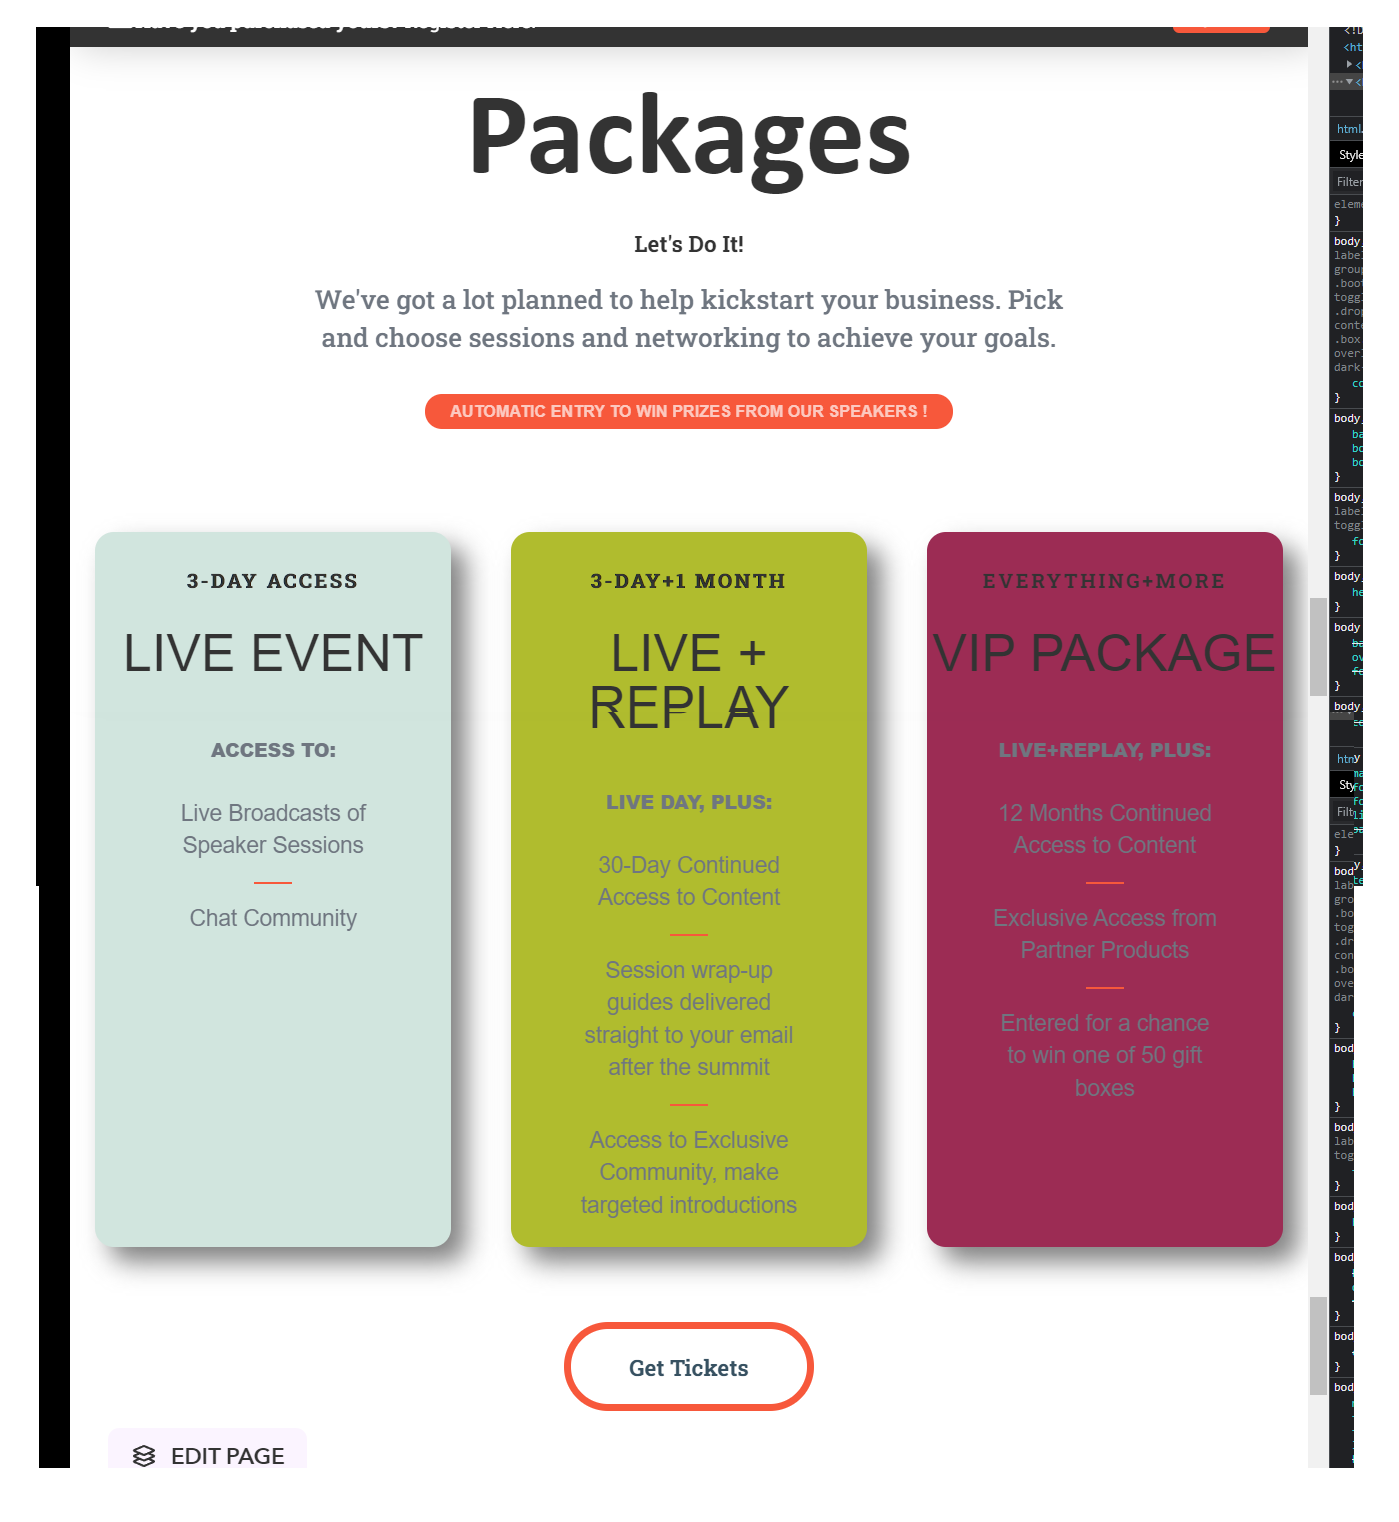 Packages
Let's Do It!
We've got a lot planned to help kickstart your business. Pick
and choose sessions and networking to achieve your goals.
AUTOMATIC ENTRY TO WIN PRIZES FROM OUR SPEAKERS !
3-DAY ACCESS
LIVE EVENT
ACCESS TO:
Live Broadcasts of
Speaker Sessions
Chat Community
3-DAY+1 MONTH
LIVE +
REPLAY
LIVE DAY, PLUS:
30-Day Continued
Access to Content
Session wrap-up
guides delivered
straight to your email
after the summit
Access to Exclusive
Community, make
targeted introductions
EVERYTHING+MORE
VIP PACKAGE
LIVE+REPLAY, PLUS:
12 Months Continued
Access to Content
Exclusive Access from
Partner Products
Entered for a chance
to win one of 50 gift
boxes
Get Tickets
EDIT PAGE